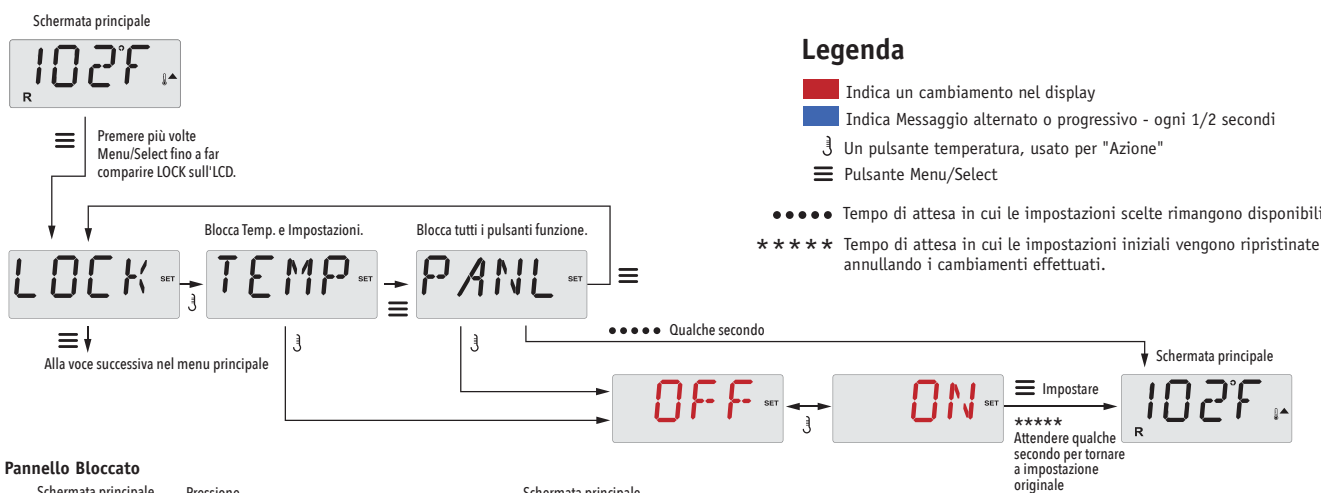 Schermata principale
102°F
R
Premere più volte
Menu/Select fino a far
comparire LOCK sull'LCD.
Legenda
Indica un cambiamento nel display
Indica Messaggio alternato o progressivo - ogni 1/2 secondi
Un pulsante temperatura, usato per "Azione"
Pulsante Menu/Select
••••• Tempo di attesa in cui le impostazioni scelte rimangono disponibili
***** Tempo di attesa in cui le impostazioni iniziali vengono ripristinate
annullando i cambiamenti effettuati.
Blocca Temp. e Impostazioni.
Blocca tutti i pulsanti funzione.
LOCK SET
TEMP SET
PANL SET
Alla voce successiva nel menu principale
••••• Qualche secondo
Schermata principale
OFF SET
ON SET
Impostare
102°F
R
*****
Attendere qualche
secondo per tornare
a impostazione
originale
Pannello Bloccato
Schermata principale
Pressione
Schermata principale